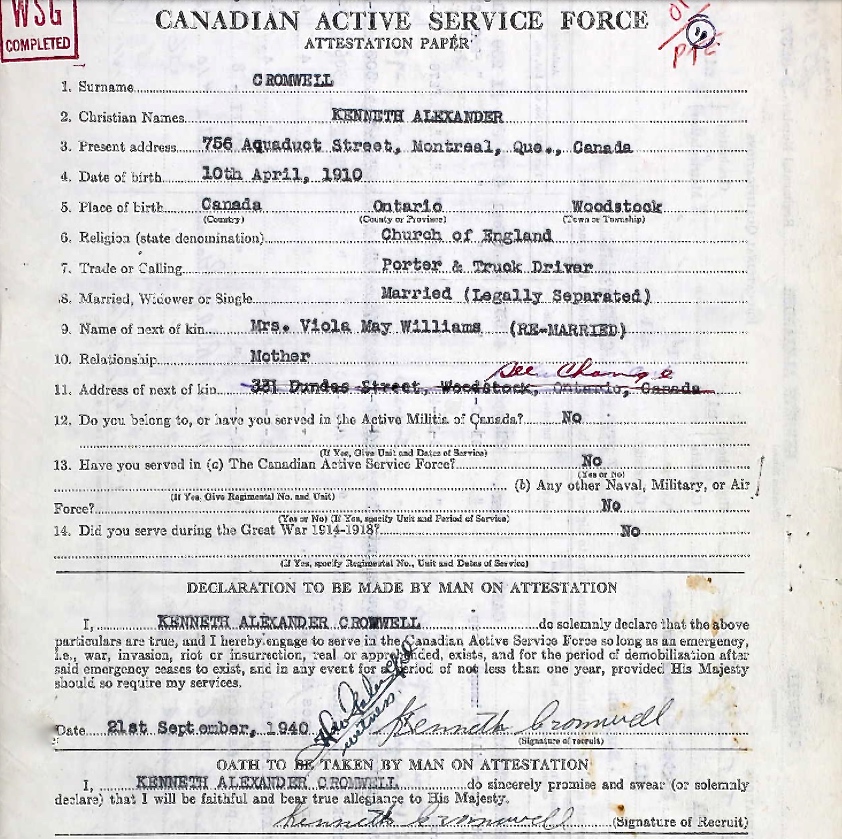 WSG
COMPLETED
CANADIAN ACTIVE SERVICE FORCE
ATTESTATION PAPER
PTE
1. Surname CROMWELL
2. Christian Names KENNETH ALEXANDER
3. Present address 756 Aquaduct Street, Montreal, Que., Canada
4. Date of birth 10th April, 1910
5. Place of birth Canada Ontario Woodstock
(Country) (County or Province) (Town or Township)
6. Religion (state denomination) Church of England
7. Trade or Calling Porter & Truck Driver
8. Married, Widower or Single Married (Legally Separated)
9. Name of next of kin Mrs. Viola May Williams (RE-MARRIED)
10. Relationship Mother
See Change
11. Address of next of kin 331 Dundas Street, Woodstock, Ontario, Canada
12. Do you belong to, or have you served in the Active Militia of Canada? No
(If Yes, Give Unit and Dates of Service)
13. Have you served in (a) The Canadian Active Service Force? No
(Yes or No)
(b) Any other Naval, Military, or Air
(If Yes, Give Regimental No. and Unit)
Force? No
(Yes or No) (If Yes, specify Unit and Period of Service)
14. Did you serve during the Great War 1914-1918? No
(If Yes, specify Regimental No., Unit and Dates of Service)
DECLARATION TO BE MADE BY MAN ON ATTESTATION
I, KENNETH ALEXANDER CROMWELL do solemnly declare that the above
particulars are true, and I hereby engage to serve in the Canadian Active Service Force so long as an emergency,
i.e., war, invasion, riot or insurrection, real or apprehended, exists, and for the period of demobilization after
said emergency ceases to exist, and in any event for a period of not less than one year, provided His Majesty
should so require my services.
Date 21st September, 1940 witness Kenneth Cromwell
(Signature of recruit)
OATH TO BE TAKEN BY MAN ON ATTESTATION
I, KENNETH ALEXANDER CROMWELL do sincerely promise and swear (or solemnly
declare) that I will be faithful and bear true allegiance to His Majesty.
Kenneth Cromwell (Signature of Recruit)